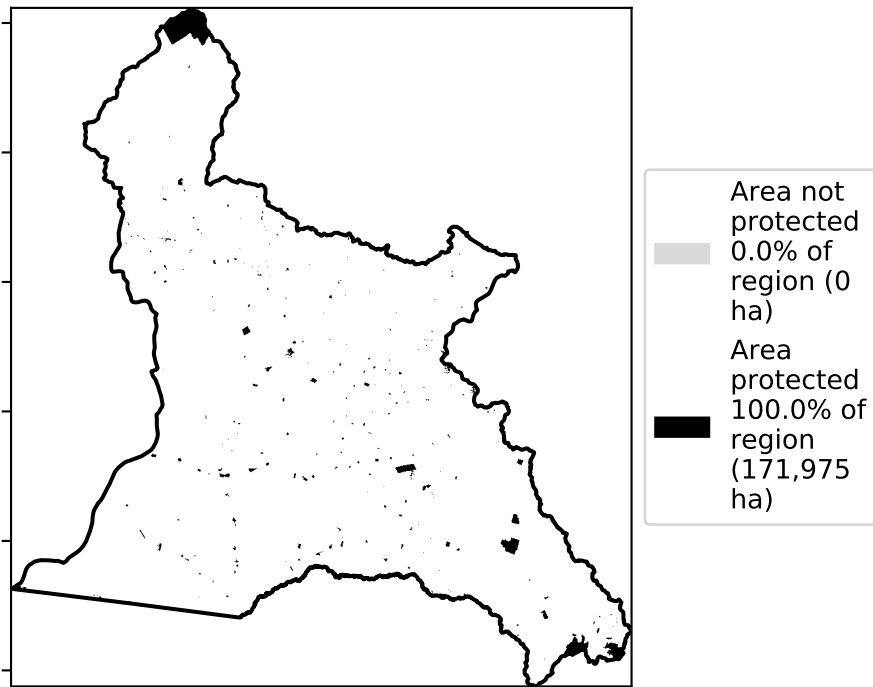 Area not
protected
0.0% of
region (0
ha)
Area
protected
100.0% of
region
(171,975
ha)